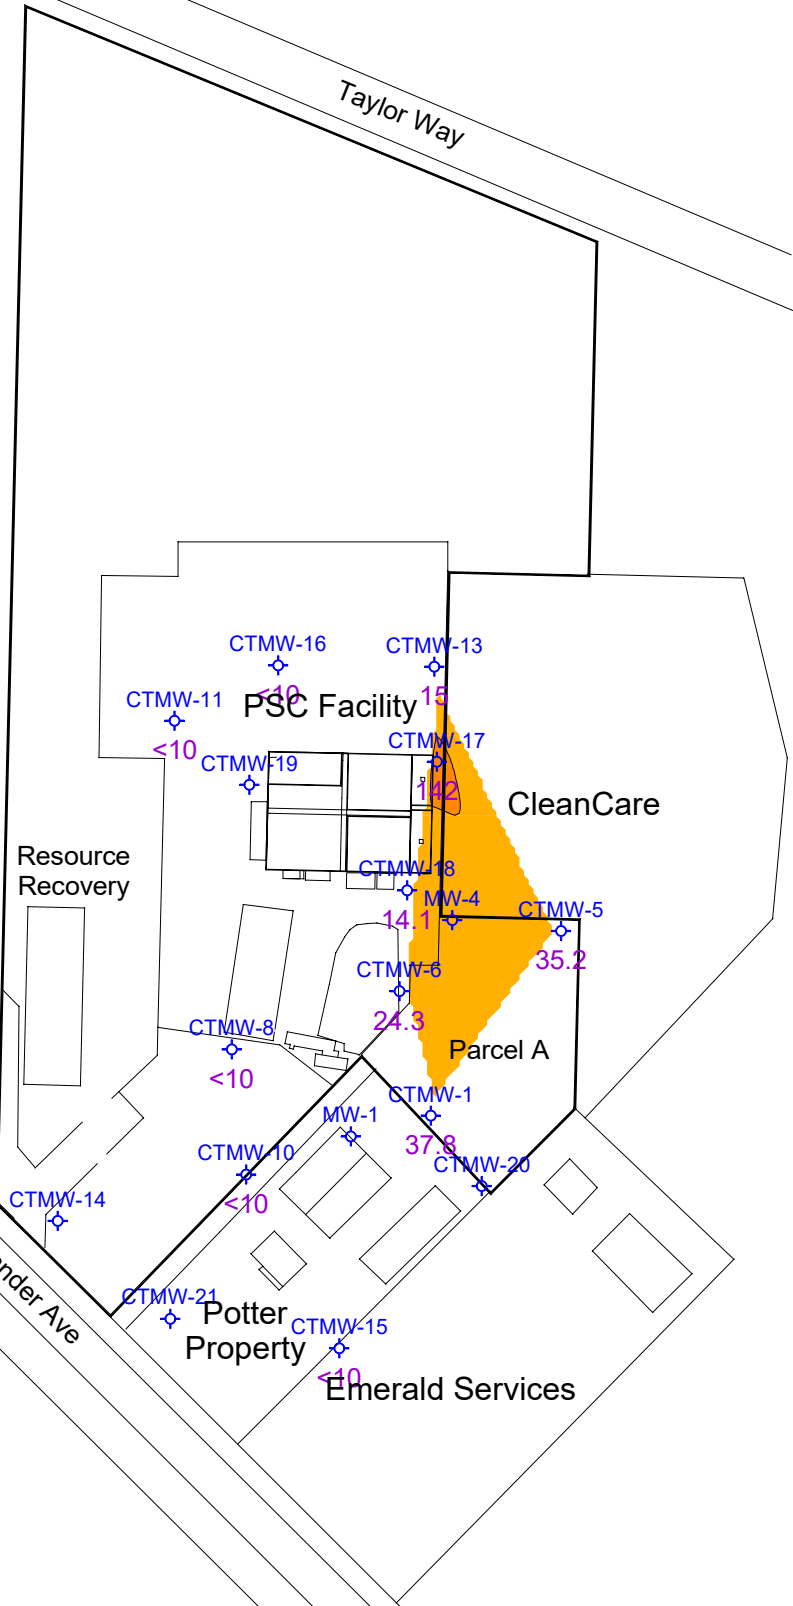 Taylor Way
CTMW-16
<10
CTMW-13
15
PSC Facility
CTMW-11
<10
CTMW-17
142
CTMW-19
CleanCare
Resource
Recovery
CTMW-18
14.1
MW-4
CTMW-5
35.2
CTMW-6
24.3
CTMW-8
<10
Parcel A
CTMW-1
37.8
MW-1
CTMW-10
<10
CTMW-20
CTMW-14
nder Ave
CTMW-21
Potter
Property
CTMW-15
<10
Emerald Services